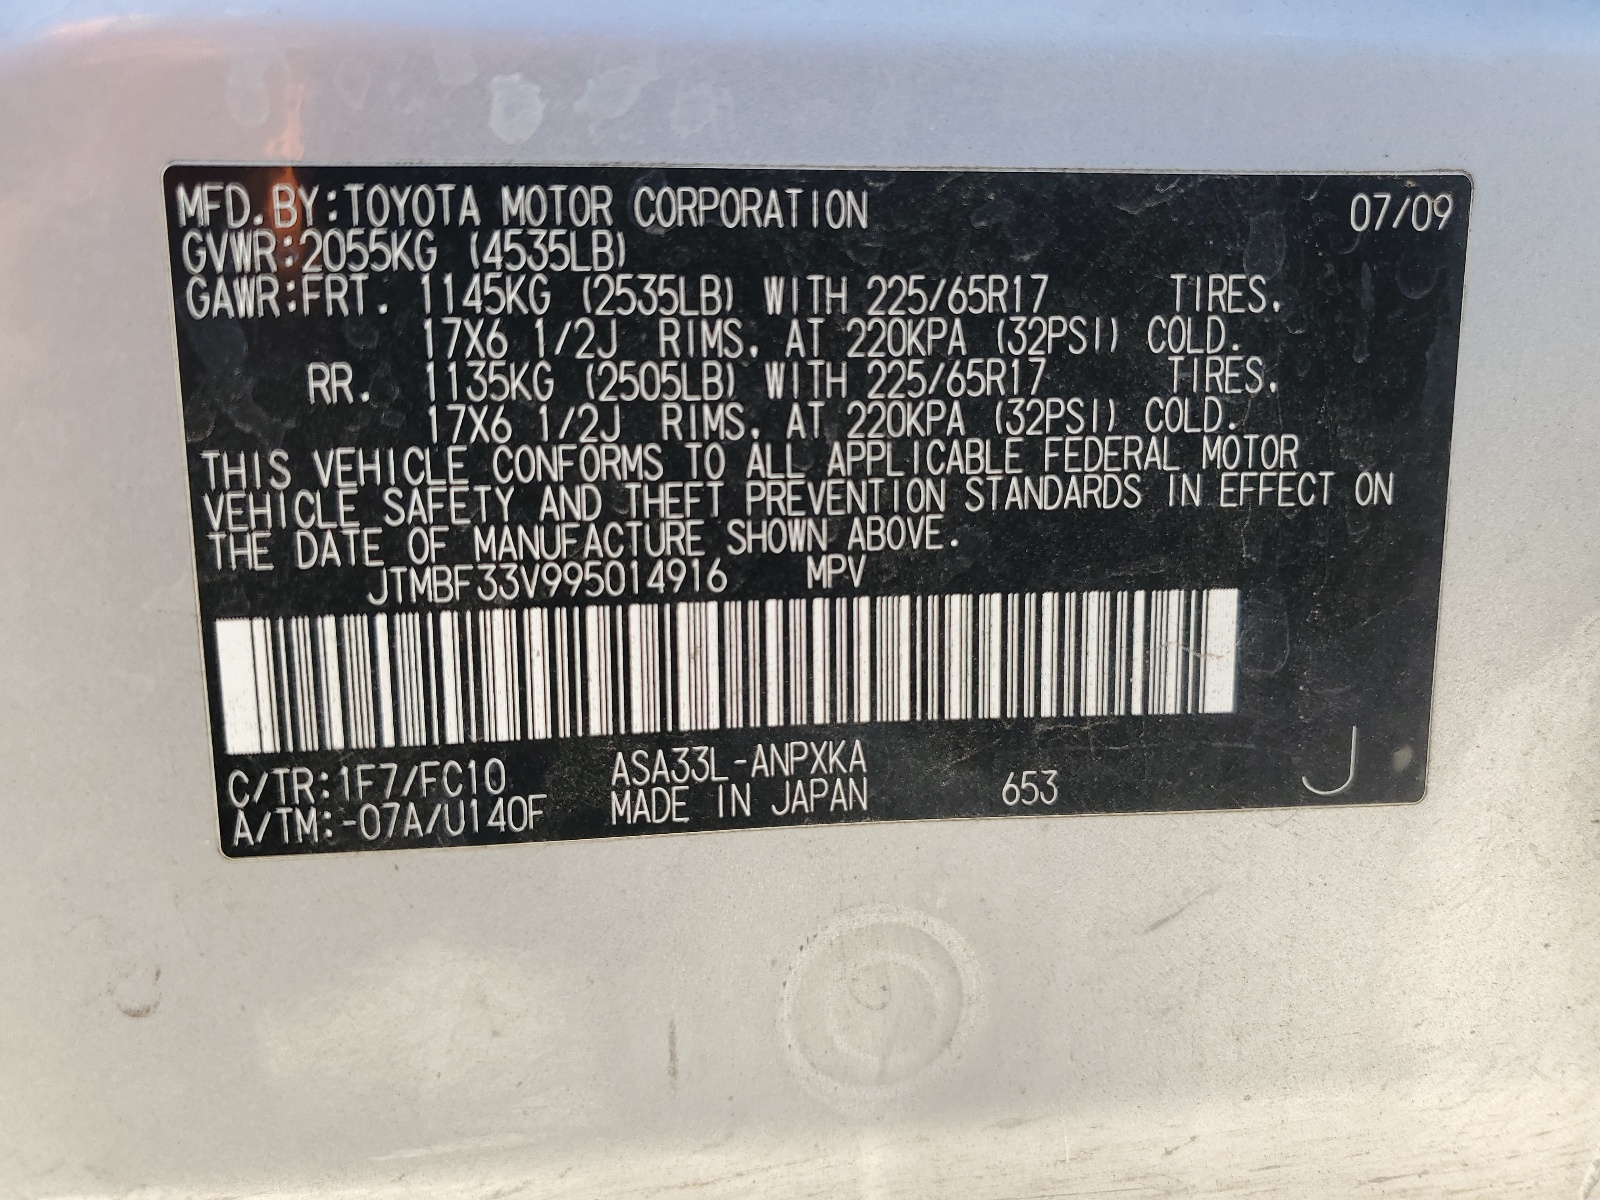 MFD. BY:TOYOTA MOTOR CORPORATION 07/09
GVWR:2055KG (4535LB)
GAWR:FRT. 1145KG (2535LB) WITH 225/65R17 TIRES,
17X6 1/2J RIMS, AT 220KPA (32PSI) COLD.
RR. 1135KG (2505LB) WITH 225/65R17 TIRES,
17X6 1/2J RIMS, AT 220KPA (32PSI) COLD.
THIS VEHICLE CONFORMS TO ALL APPLICABLE FEDERAL MOTOR
VEHICLE SAFETY AND THEFT PREVENTION STANDARDS IN EFFECT ON
THE DATE OF MANUFACTURE SHOWN ABOVE.
JTMBF33V995014916 MPV
C/TR:1F7/FC10 ASA33L-ANPXKA
A/TM:-07A/U140F MADE IN JAPAN 653 J